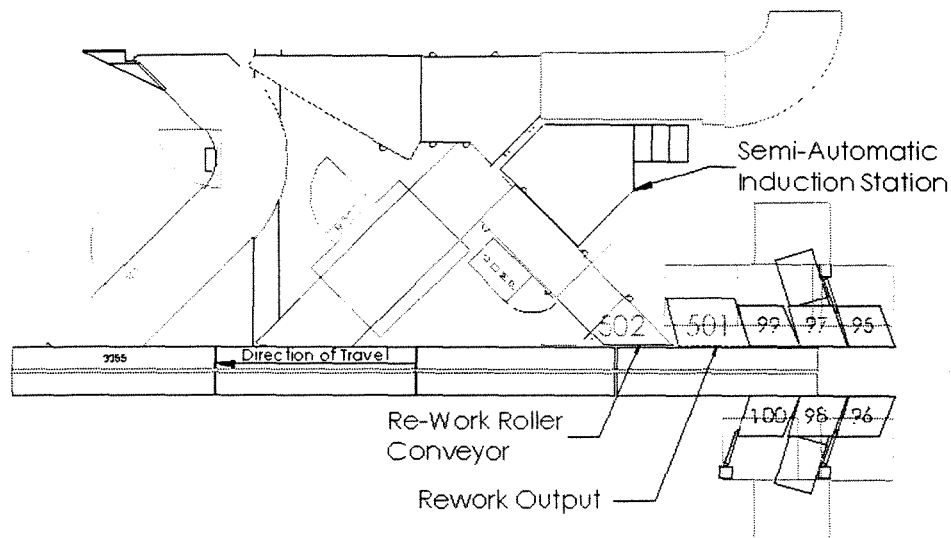 Semi-Automatic
Induction Station
502
501
99
97
95
3355
Direction of Travel
100
98
96
Re-Work Roller
Conveyor
Rework Output